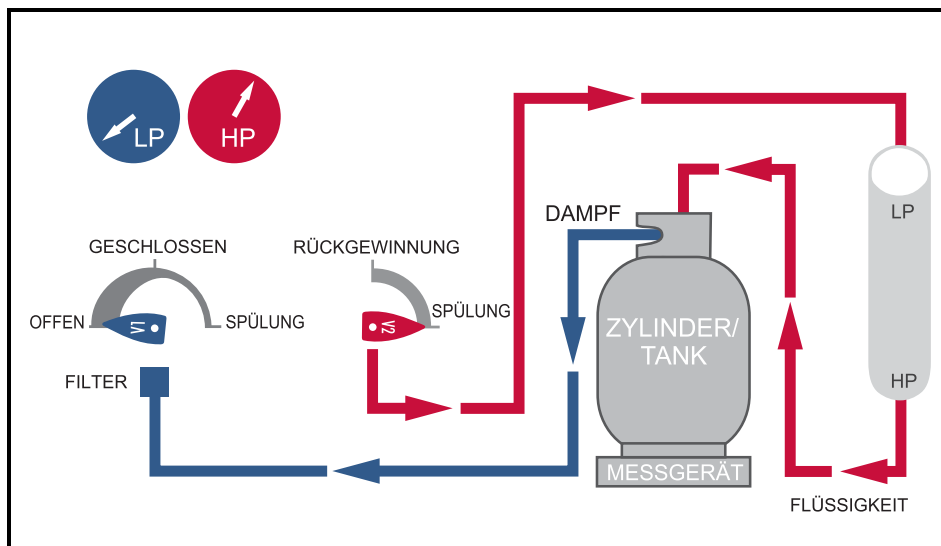 LP
HP
GESCHLOSSEN
OFFEN
SPÜLUNG
V1
FILTER
RÜCKGEWINNUNG
SPÜLUNG
V2
DAMPF
ZYLINDER/
TANK
MESSGERÄT
LP
HP
FLÜSSIGKEIT